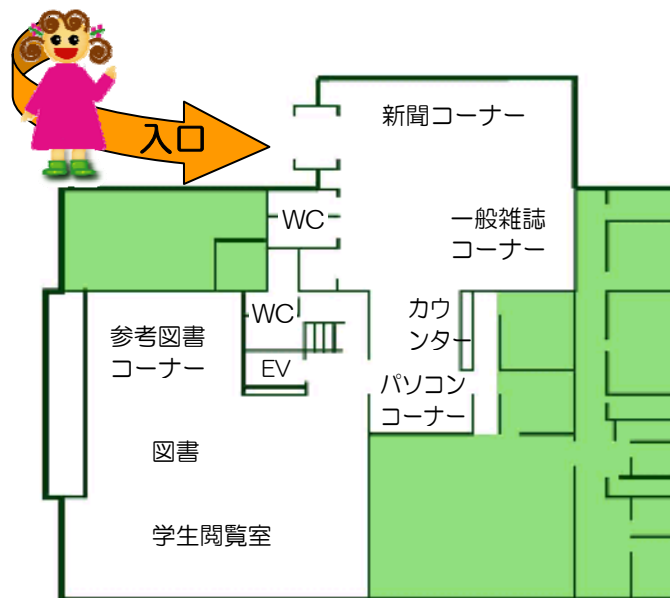 入口
新聞コーナー
WC
一般雑誌
コーナー
WC
カウ
ンター
参考図書
コーナー
EV
パソコン
コーナー
図書
学生閲覧室